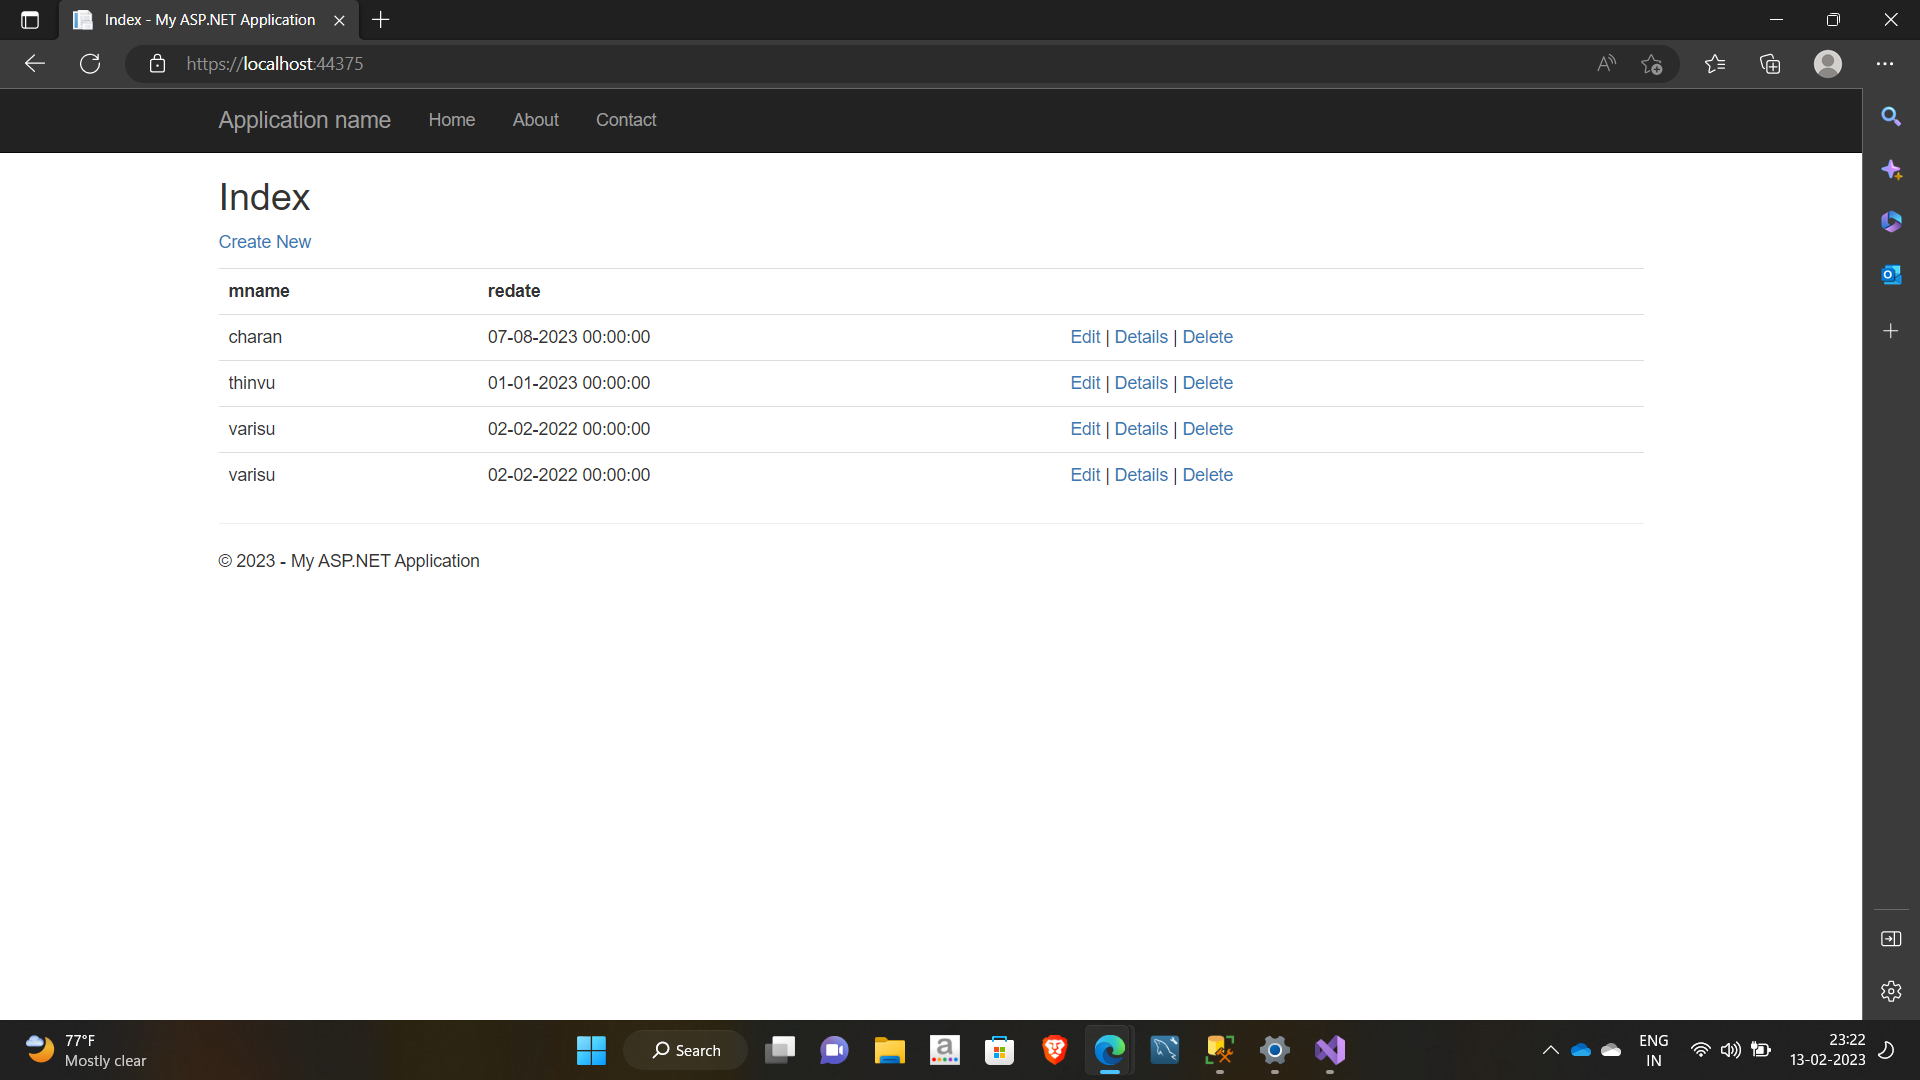 Index - My ASP.NET Application
https://localhost:44375
Application name Home About Contact
Index
Create New
mname redate
charan 07-08-2023 00:00:00 Edit | Details | Delete
thinvu 01-01-2023 00:00:00 Edit | Details | Delete
varisu 02-02-2022 00:00:00 Edit | Details | Delete
varisu 02-02-2022 00:00:00 Edit | Details | Delete
© 2023 - My ASP.NET Application
77°F
Mostly clear
Search
ENG
IN
23:22
13-02-2023